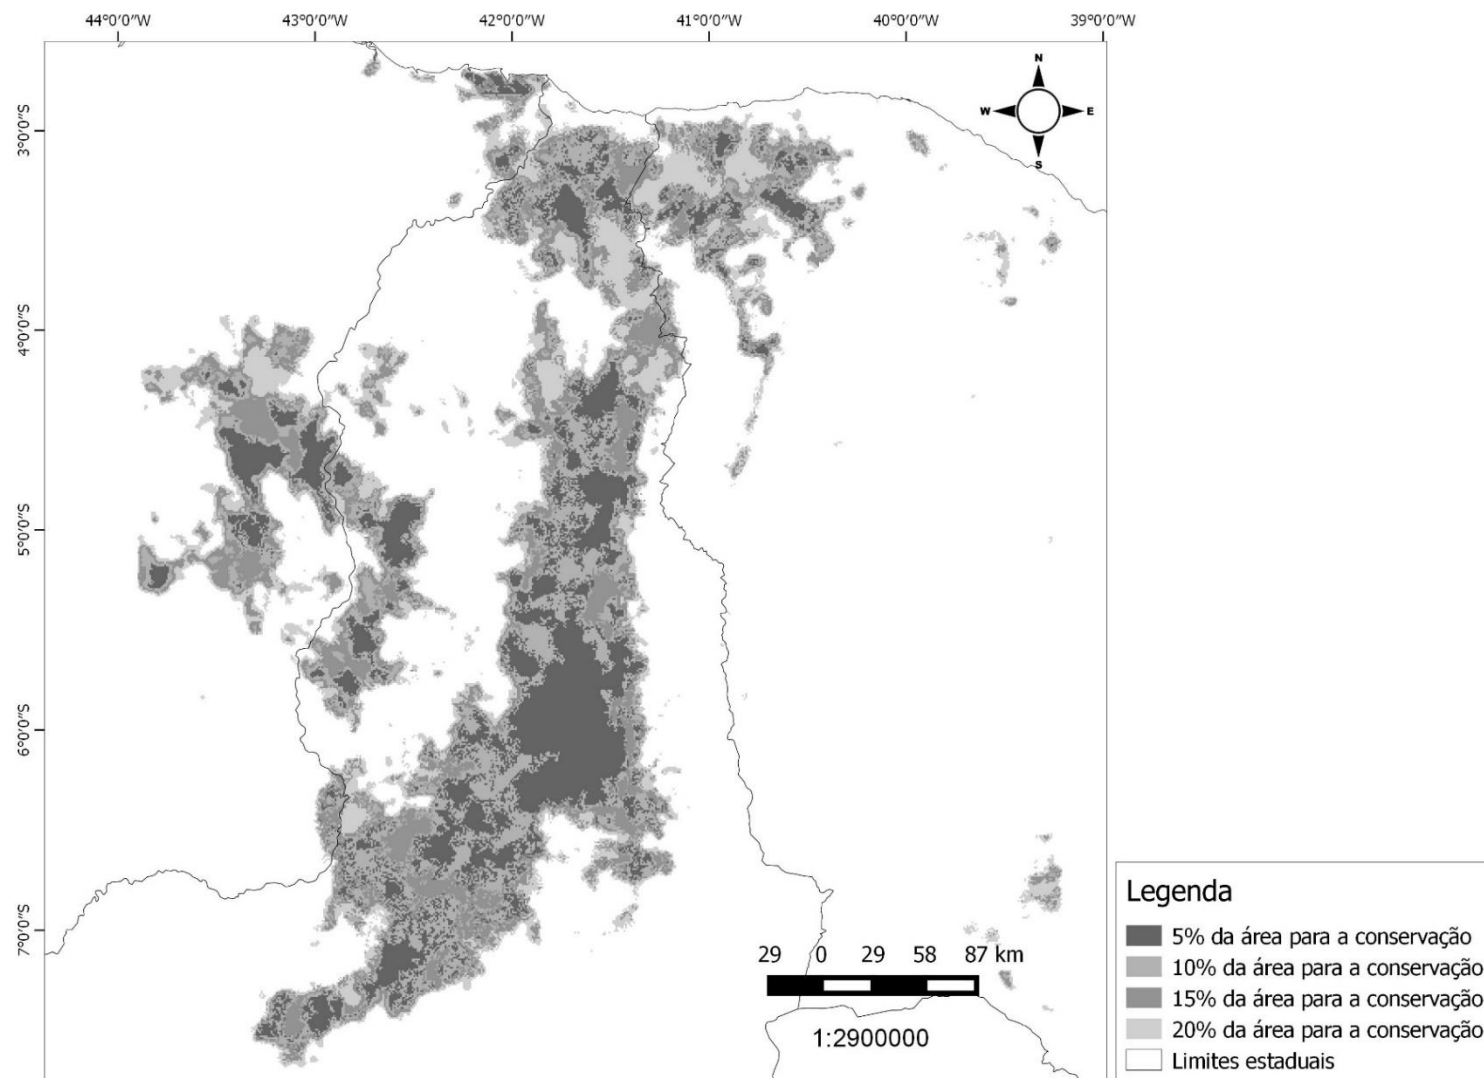 44°0'0"W 43°0'0"W 42°0'0"W 41°0'0"W 40°0'0"W 39°0'0"W
N
W E
S
3°0'0"S
4°0'0"S
5°0'0"S
6°0'0"S
7°0'0"S
29 0 29 58 87 km
1:2900000
Legenda
5% da área para a conservação
10% da área para a conservação
15% da área para a conservação
20% da área para a conservação
Limites estaduais